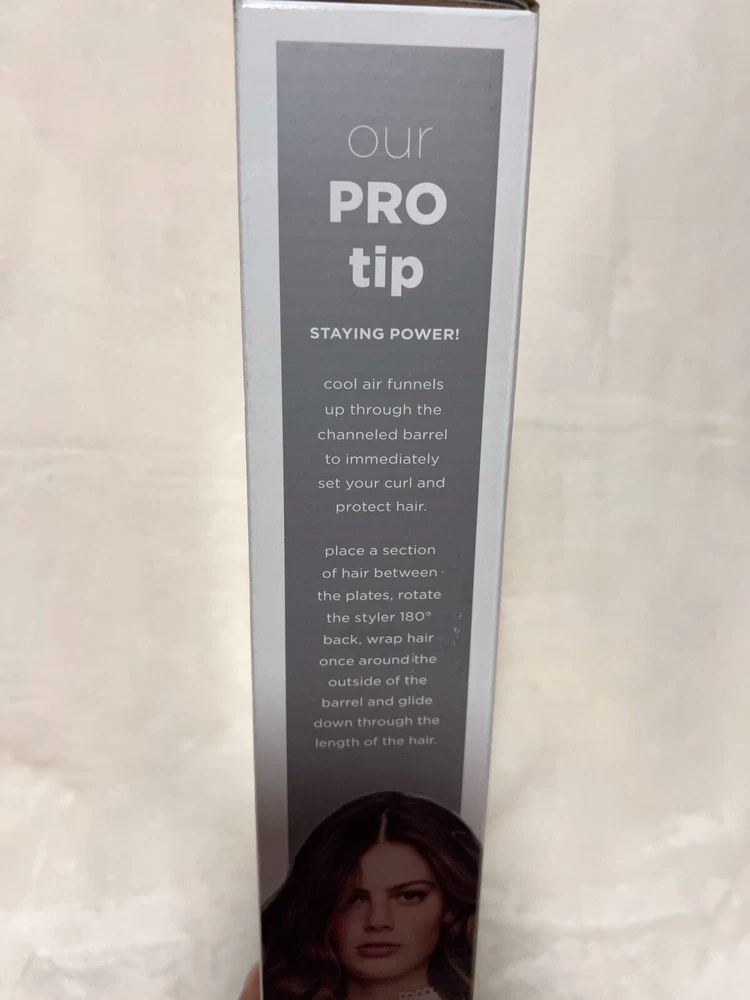 our
PRO
tip
STAYING POWER!
cool air funnels
up through the
channeled barrel
to immediately
set your curl and
protect hair.
place a section
of hair between
the plates, rotate
the styler 180°
back, wrap hair
once around the
outside of the
barrel and glide
down through the
length of the hair.